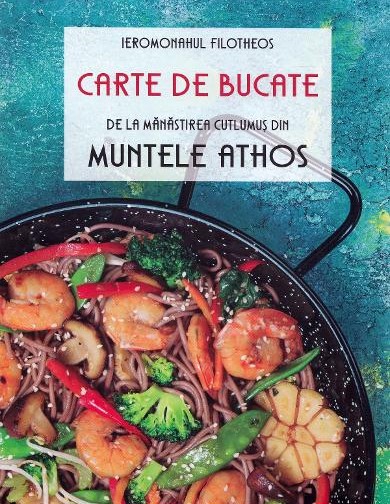 IEROMONAHUL FILOTHEOS
CARTE DE BUCATE
DE LA MĂNĂSTIREA CUTLUMUS DIN
MUNTELE ATHOS